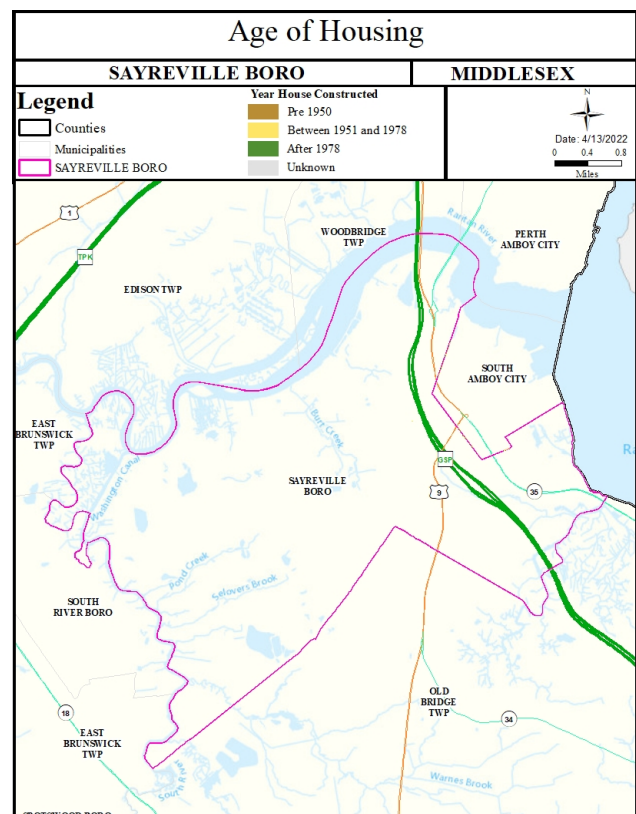 Age of Housing
SAYREVILLE BORO
MIDDLESEX
Legend
Counties
Municipalities
SAYREVILLE BORO
Year House Constructed
Pre 1950
Between 1951 and 1978
After 1978
Unknown
N
Date: 4/13/2022
0 0.4 0.8
Miles
1
TPK
WOODBRIDGE
TWP
Raritan River
PERTH
AMBOY CITY
EDISON TWP
SOUTH
AMBOY CITY
EAST
BRUNSWICK
TWP
Washington Canal
Burt Creek
SAYREVILLE
BORO
GSP
9
35
Ra
Pond Creek
Selovers Brook
SOUTH
RIVER BORO
18
EAST
BRUNSWICK
TWP
South River
OLD
BRIDGE
TWP
34
Warnes Brook
SPOTSWOOD BORO